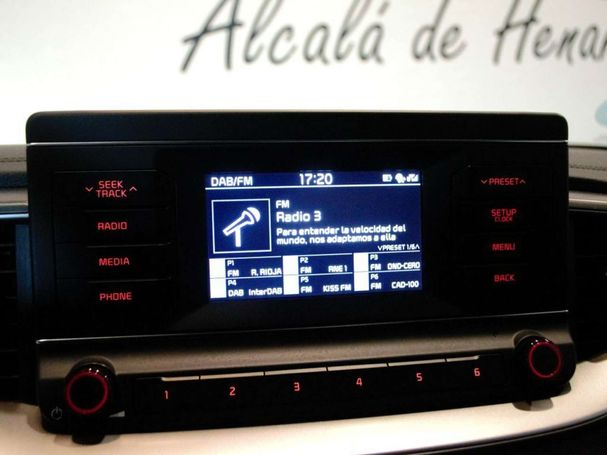 Alcalá de Henar
SEEK
TRACK
RADIO
MEDIA
PHONE
DAB/FM 17:20
FM
Radio 3
Para entender la velocidad del
mundo, nos adaptamos a ella
PRESET 1/6
P1
FM R. RIOJA
P2
FM RNE 1
P3
FM OND-CERO
P4
DAB InterDAB
P5
FM KISS FM
P6
FM CAD-100
PRESET
SETUP
CLOCK
MENU
BACK
1 2 3 4 5 6